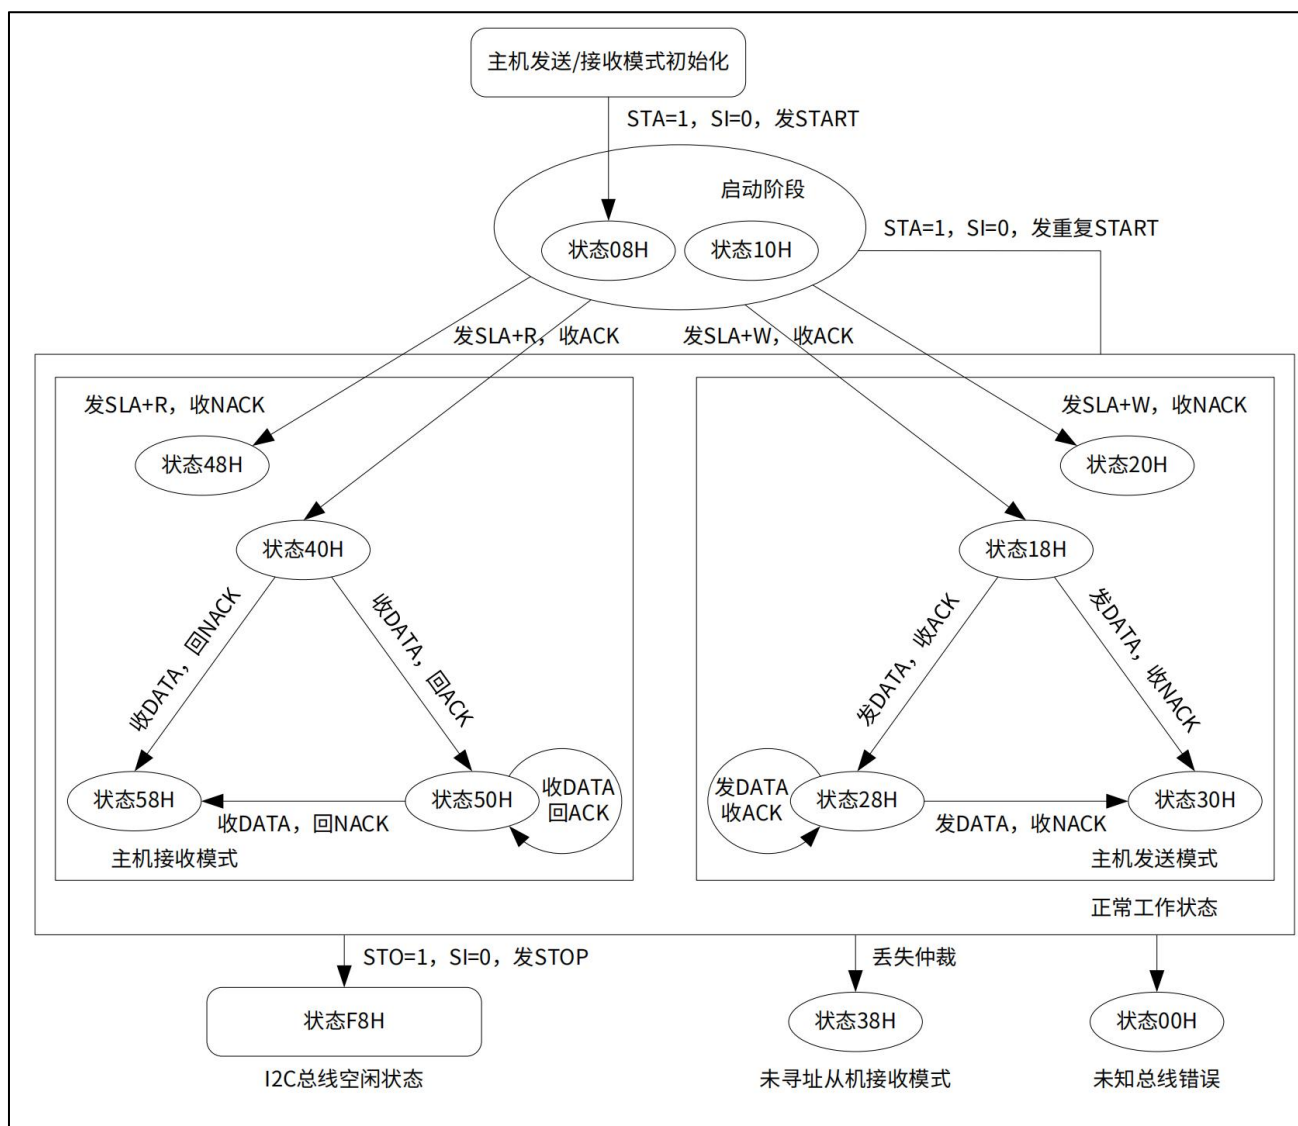 主机发送/接收模式初始化
STA=1，SI=0，发START
启动阶段
状态08H
状态10H
STA=1，SI=0，发重复START
发SLA+R，收ACK
发SLA+W，收ACK
发SLA+R，收NACK
发SLA+W，收NACK
状态48H
状态20H
状态40H
状态18H
收DATA，回NACK
收DATA，回ACK
发DATA，收ACK
发DATA，收NACK
状态58H
状态50H
收DATA
回ACK
发DATA
收ACK
状态28H
状态30H
收DATA，回NACK
发DATA，收NACK
主机接收模式
主机发送模式
正常工作状态
STO=1，SI=0，发STOP
丢失仲裁
状态F8H
状态38H
状态00H
I2C总线空闲状态
未寻址从机接收模式
未知总线错误